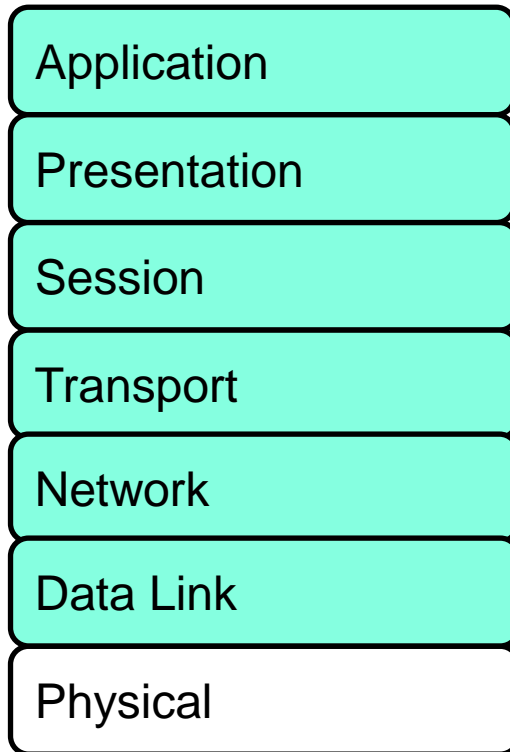 Application
Presentation
Session
Transport
Network
Data Link
Physical